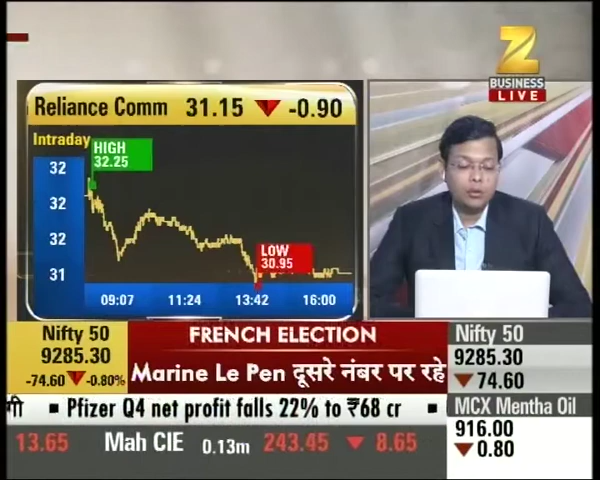 Z
BUSINESS
LIVE
Reliance Comm 31.15 ▼ -0.90
Intraday
HIGH
32.25
32
32
32
31
LOW
30.95
09:07 11:24 13:42 16:00
Nifty 50
9285.30
-74.60 ▼ -0.80%
FRENCH ELECTION
Marine Le Pen दूसरे नंबर पर रहे
Nifty 50
9285.30
▼ 74.60
MCX Mentha Oil
916.00
▼ 0.80
गी ■ Pfizer Q4 net profit falls 22% to ₹68 cr ■
13.65 Mah CIE 0.13m 243.45 ▼ 8.65